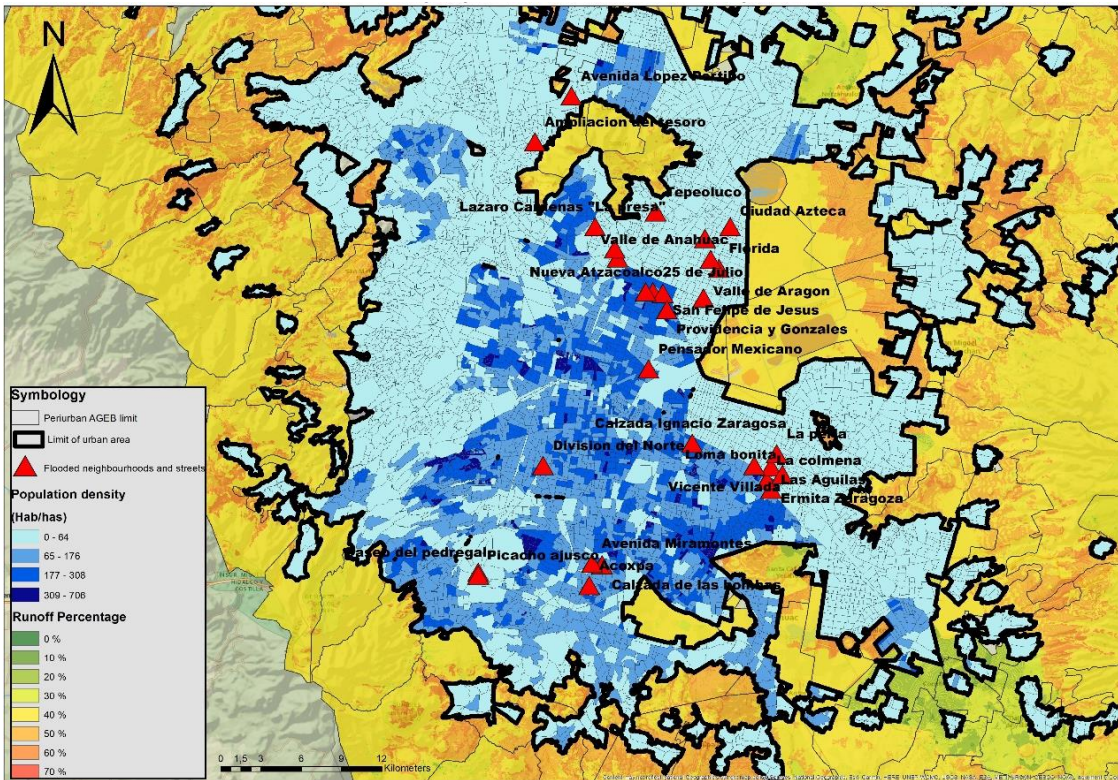 N
Avenida Lopez Portillo
Ampliacion del tesoro
Tepeoluco
Lazaro Cardenas "La presa"
Ciudad Azteca
Valle de Anahuac
Florida
Nueva Atzacoalco
25 de Julio
Valle de Aragon
San Felipe de Jesus
Providencia y Gonzales
Pensador Mexicano
Calzada Ignacio Zaragosa
La perla
Division del Norte
Loma bonita
La colmena
Las Aguilas
Vicente Villada
Ermita Zaragoza
Avenida Miramontes
Paseo del pedregal
Picacho ajusco
Acoxpa
Calzada de las bombas
Symbology
Periurban AGEB limit
Limit of urban area
Flooded neighbourhoods and streets
Population density
(Hab/has)
0 - 64
65 - 176
177 - 308
309 - 706
Runoff Percentage
0 %
10 %
20 %
30 %
40 %
50 %
60 %
70 %
0 1,5 3 6 9 12
Kilometers